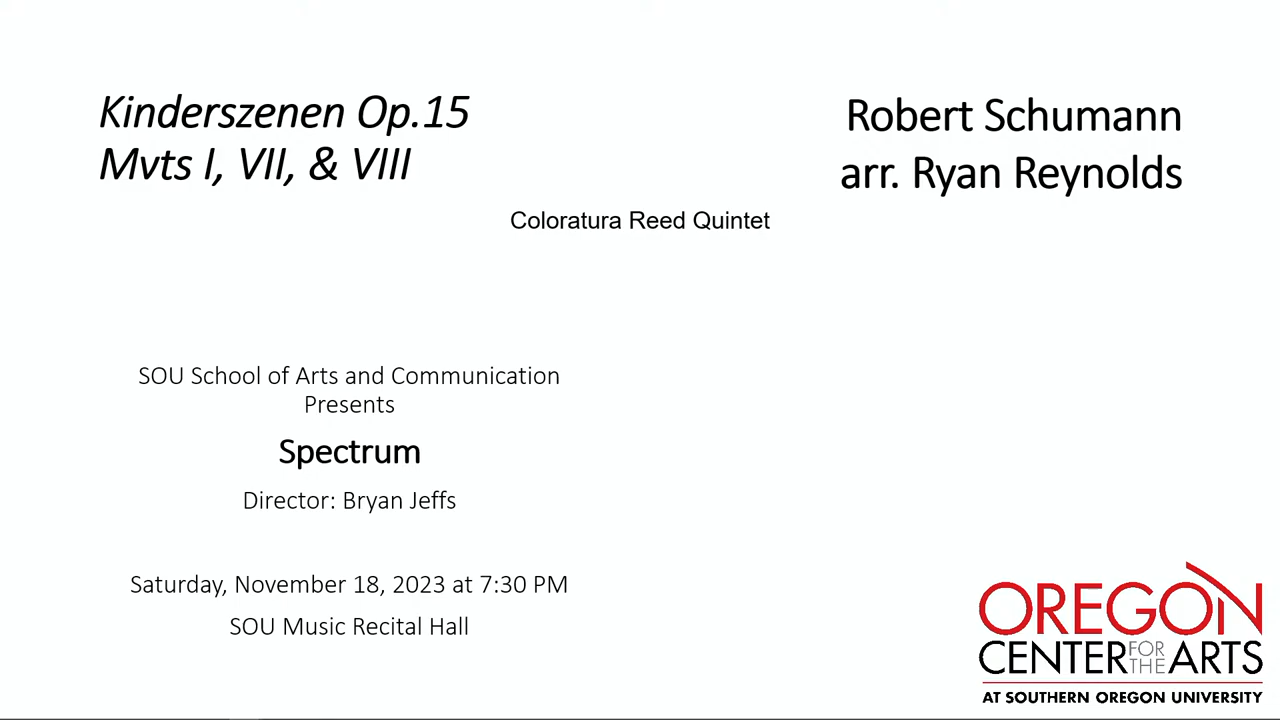 Kinderszenen Op.15
Mvts I, VII, & VIII
Robert Schumann
arr. Ryan Reynolds
Coloratura Reed Quintet
SOU School of Arts and Communication
Presents
Spectrum
Director: Bryan Jeffs
Saturday, November 18, 2023 at 7:30 PM
SOU Music Recital Hall
OREGON
CENTER FOR THE ARTS
AT SOUTHERN OREGON UNIVERSITY